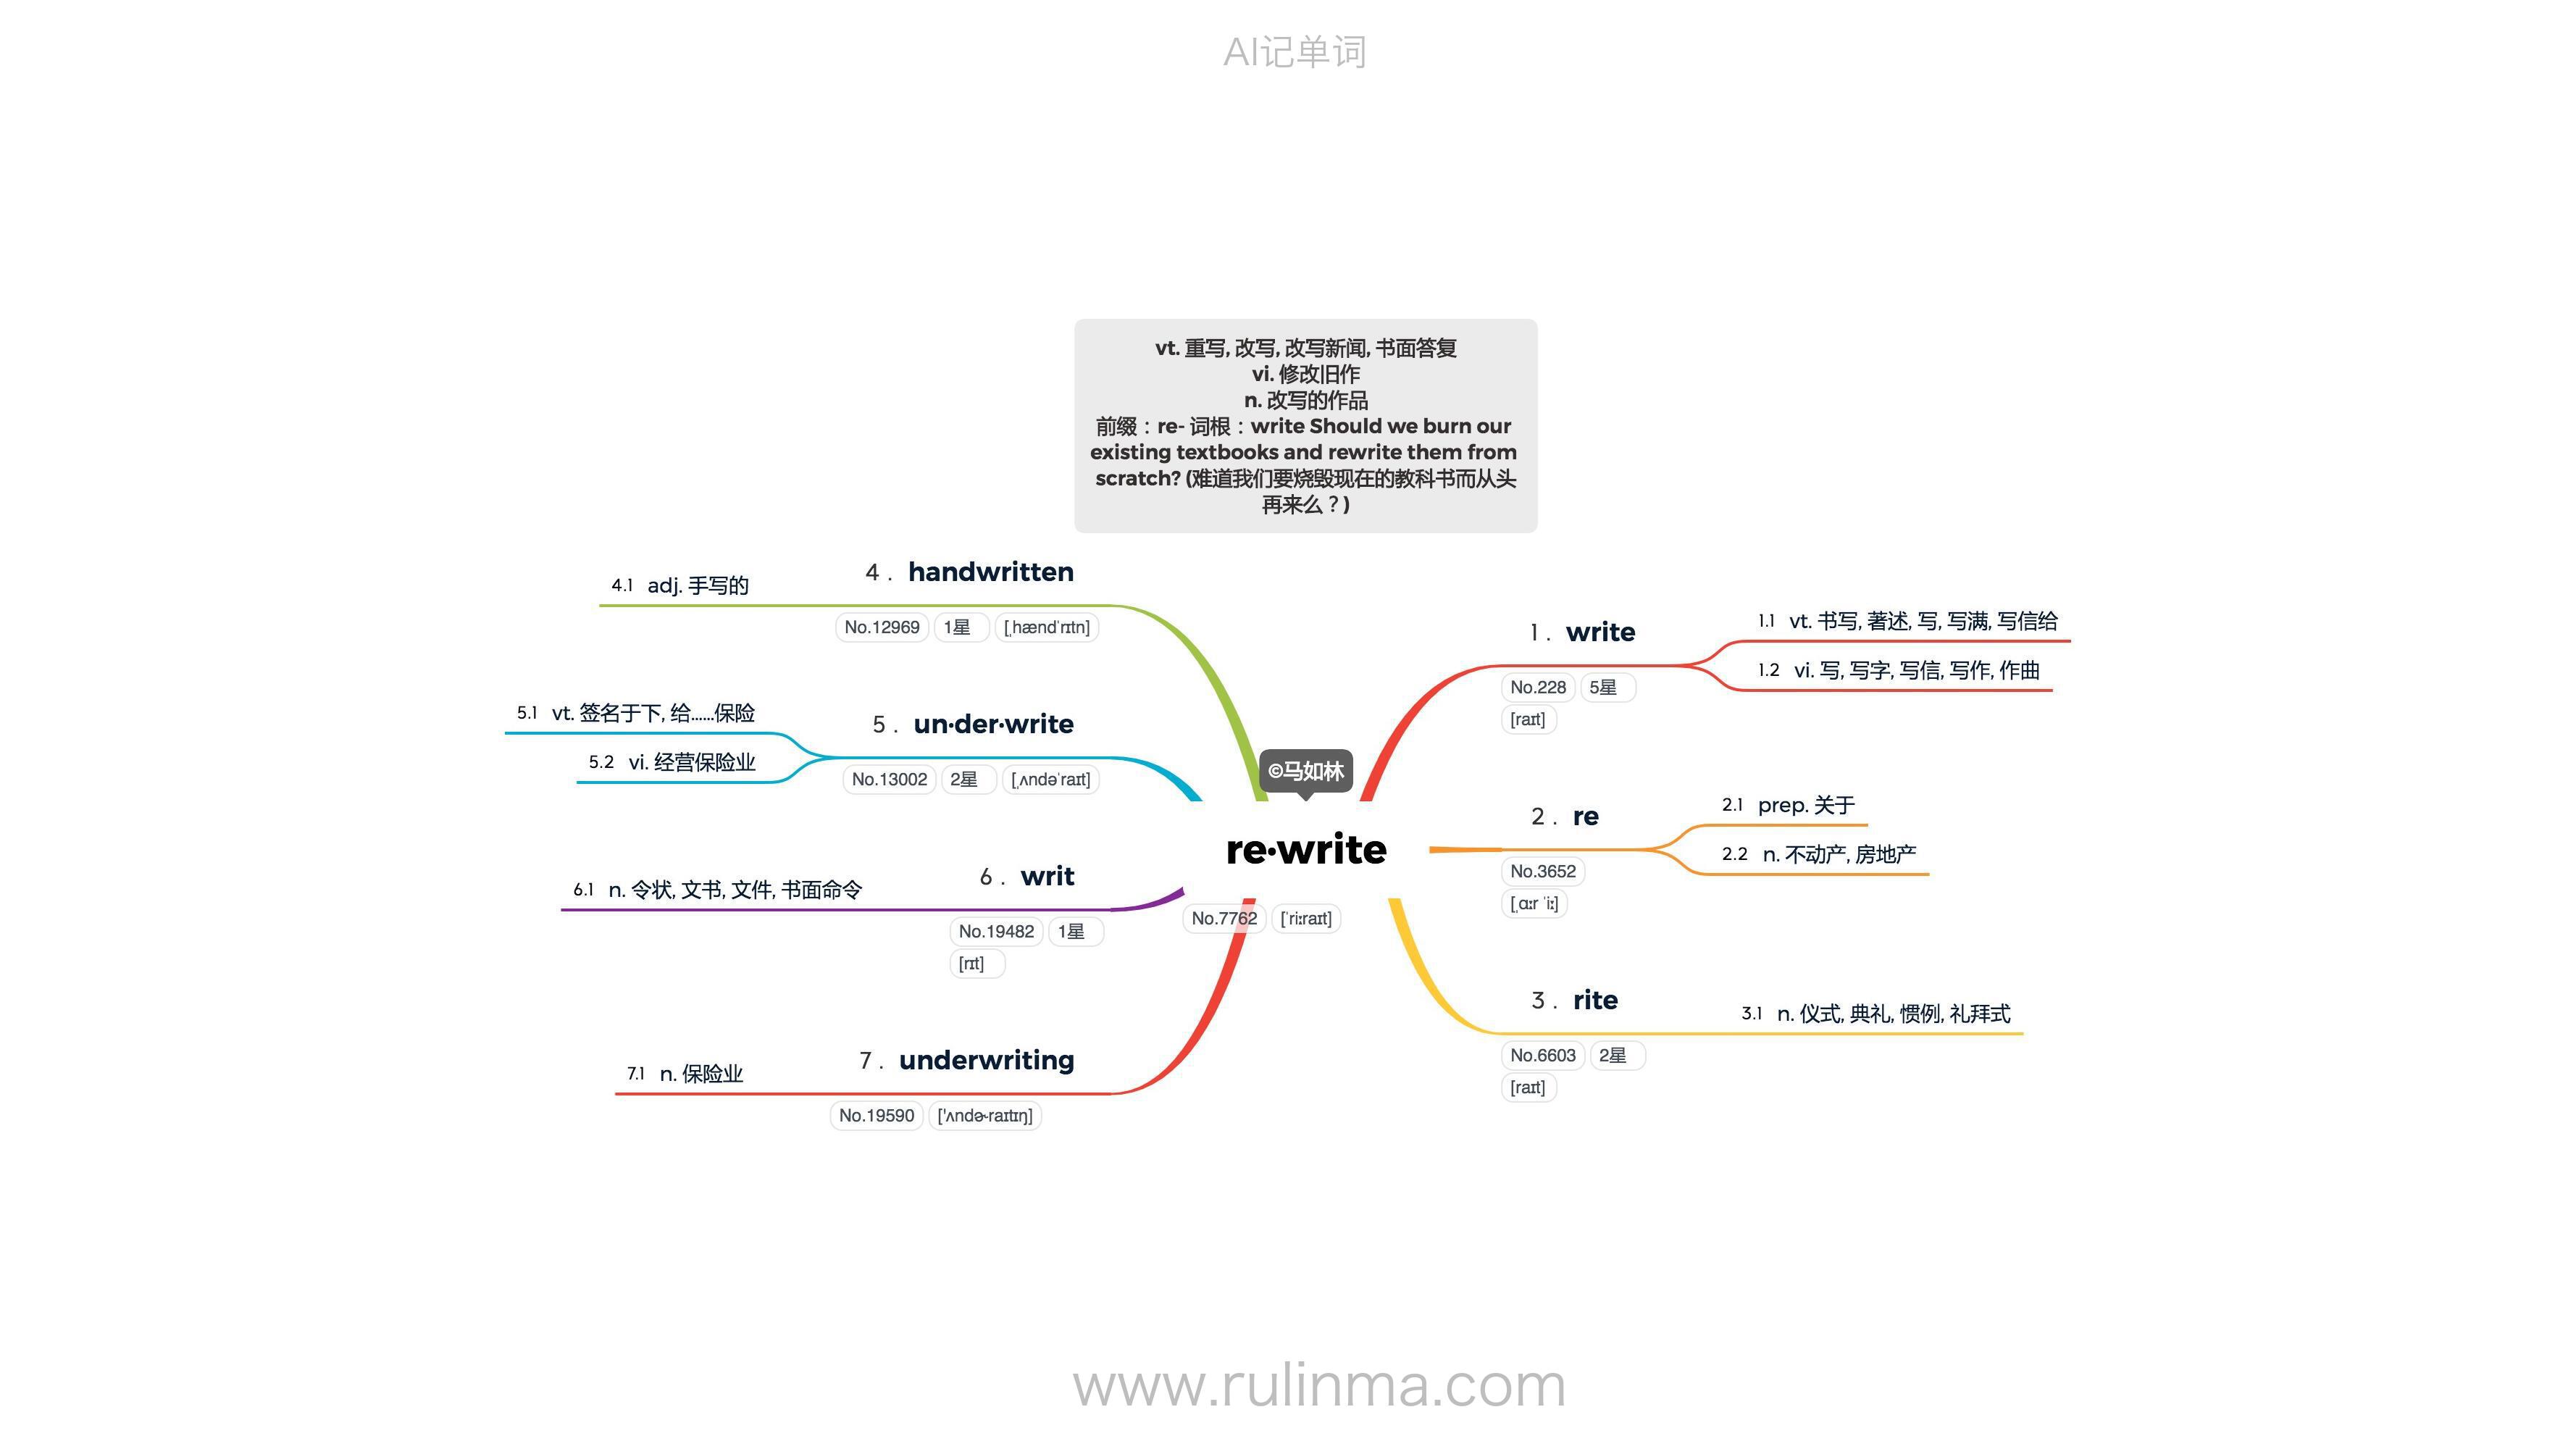 AI记单词
vt. 重写, 改写, 改写新闻, 书面答复
vi. 修改旧作
n. 改写的作品
前缀：re- 词根：write Should we burn our
existing textbooks and rewrite them from
scratch? (难道我们要烧毁现在的教科书而从头
再来么？)
©马如林
re·write
No.7762 [ˈriːraɪt]
1. write
No.228 5星
[raɪt]
1.1 vt. 书写, 著述, 写, 写满, 写信给
1.2 vi. 写, 写字, 写信, 写作, 作曲
2. re
No.3652
[ˌɑːr ˈiː]
2.1 prep. 关于
2.2 n. 不动产, 房地产
3. rite
No.6603 2星
[raɪt]
3.1 n. 仪式, 典礼, 惯例, 礼拜式
4. handwritten
No.12969 1星 [ˌhændˈrɪtn]
4.1 adj. 手写的
5. un·der·write
No.13002 2星 [ˌʌndəˈraɪt]
5.1 vt. 签名于下, 给......保险
5.2 vi. 经营保险业
6. writ
No.19482 1星
[rɪt]
6.1 n. 令状, 文书, 文件, 书面命令
7. underwriting
No.19590 ['ʌndɚ-raɪtɪŋ]
7.1 n. 保险业
www.rulinma.com